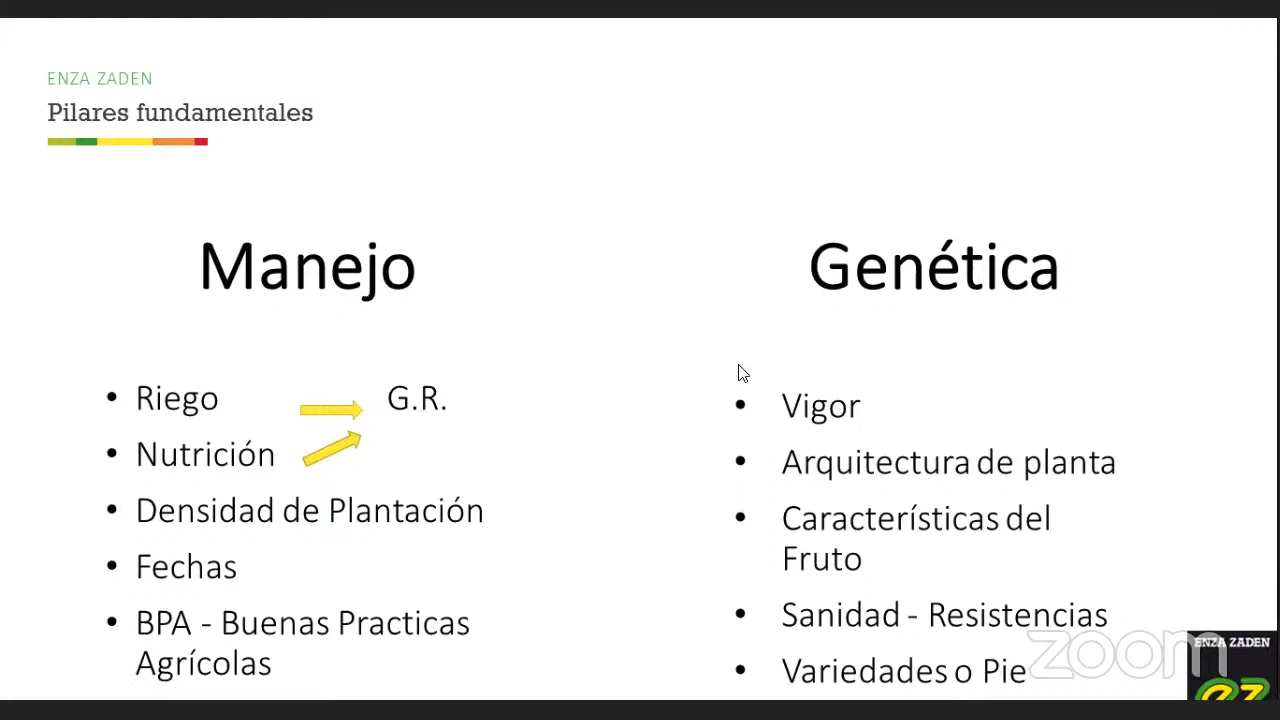 ENZA ZADEN
Pilares fundamentales
Manejo
• Riego
G.R.
• Nutrición
• Densidad de Plantación
• Fechas
• BPA - Buenas Practicas
Agrícolas
Genética
• Vigor
• Arquitectura de planta
• Características del
Fruto
• Sanidad - Resistencias
• Variedades o Pie
zoom
ENZA ZADEN
ez